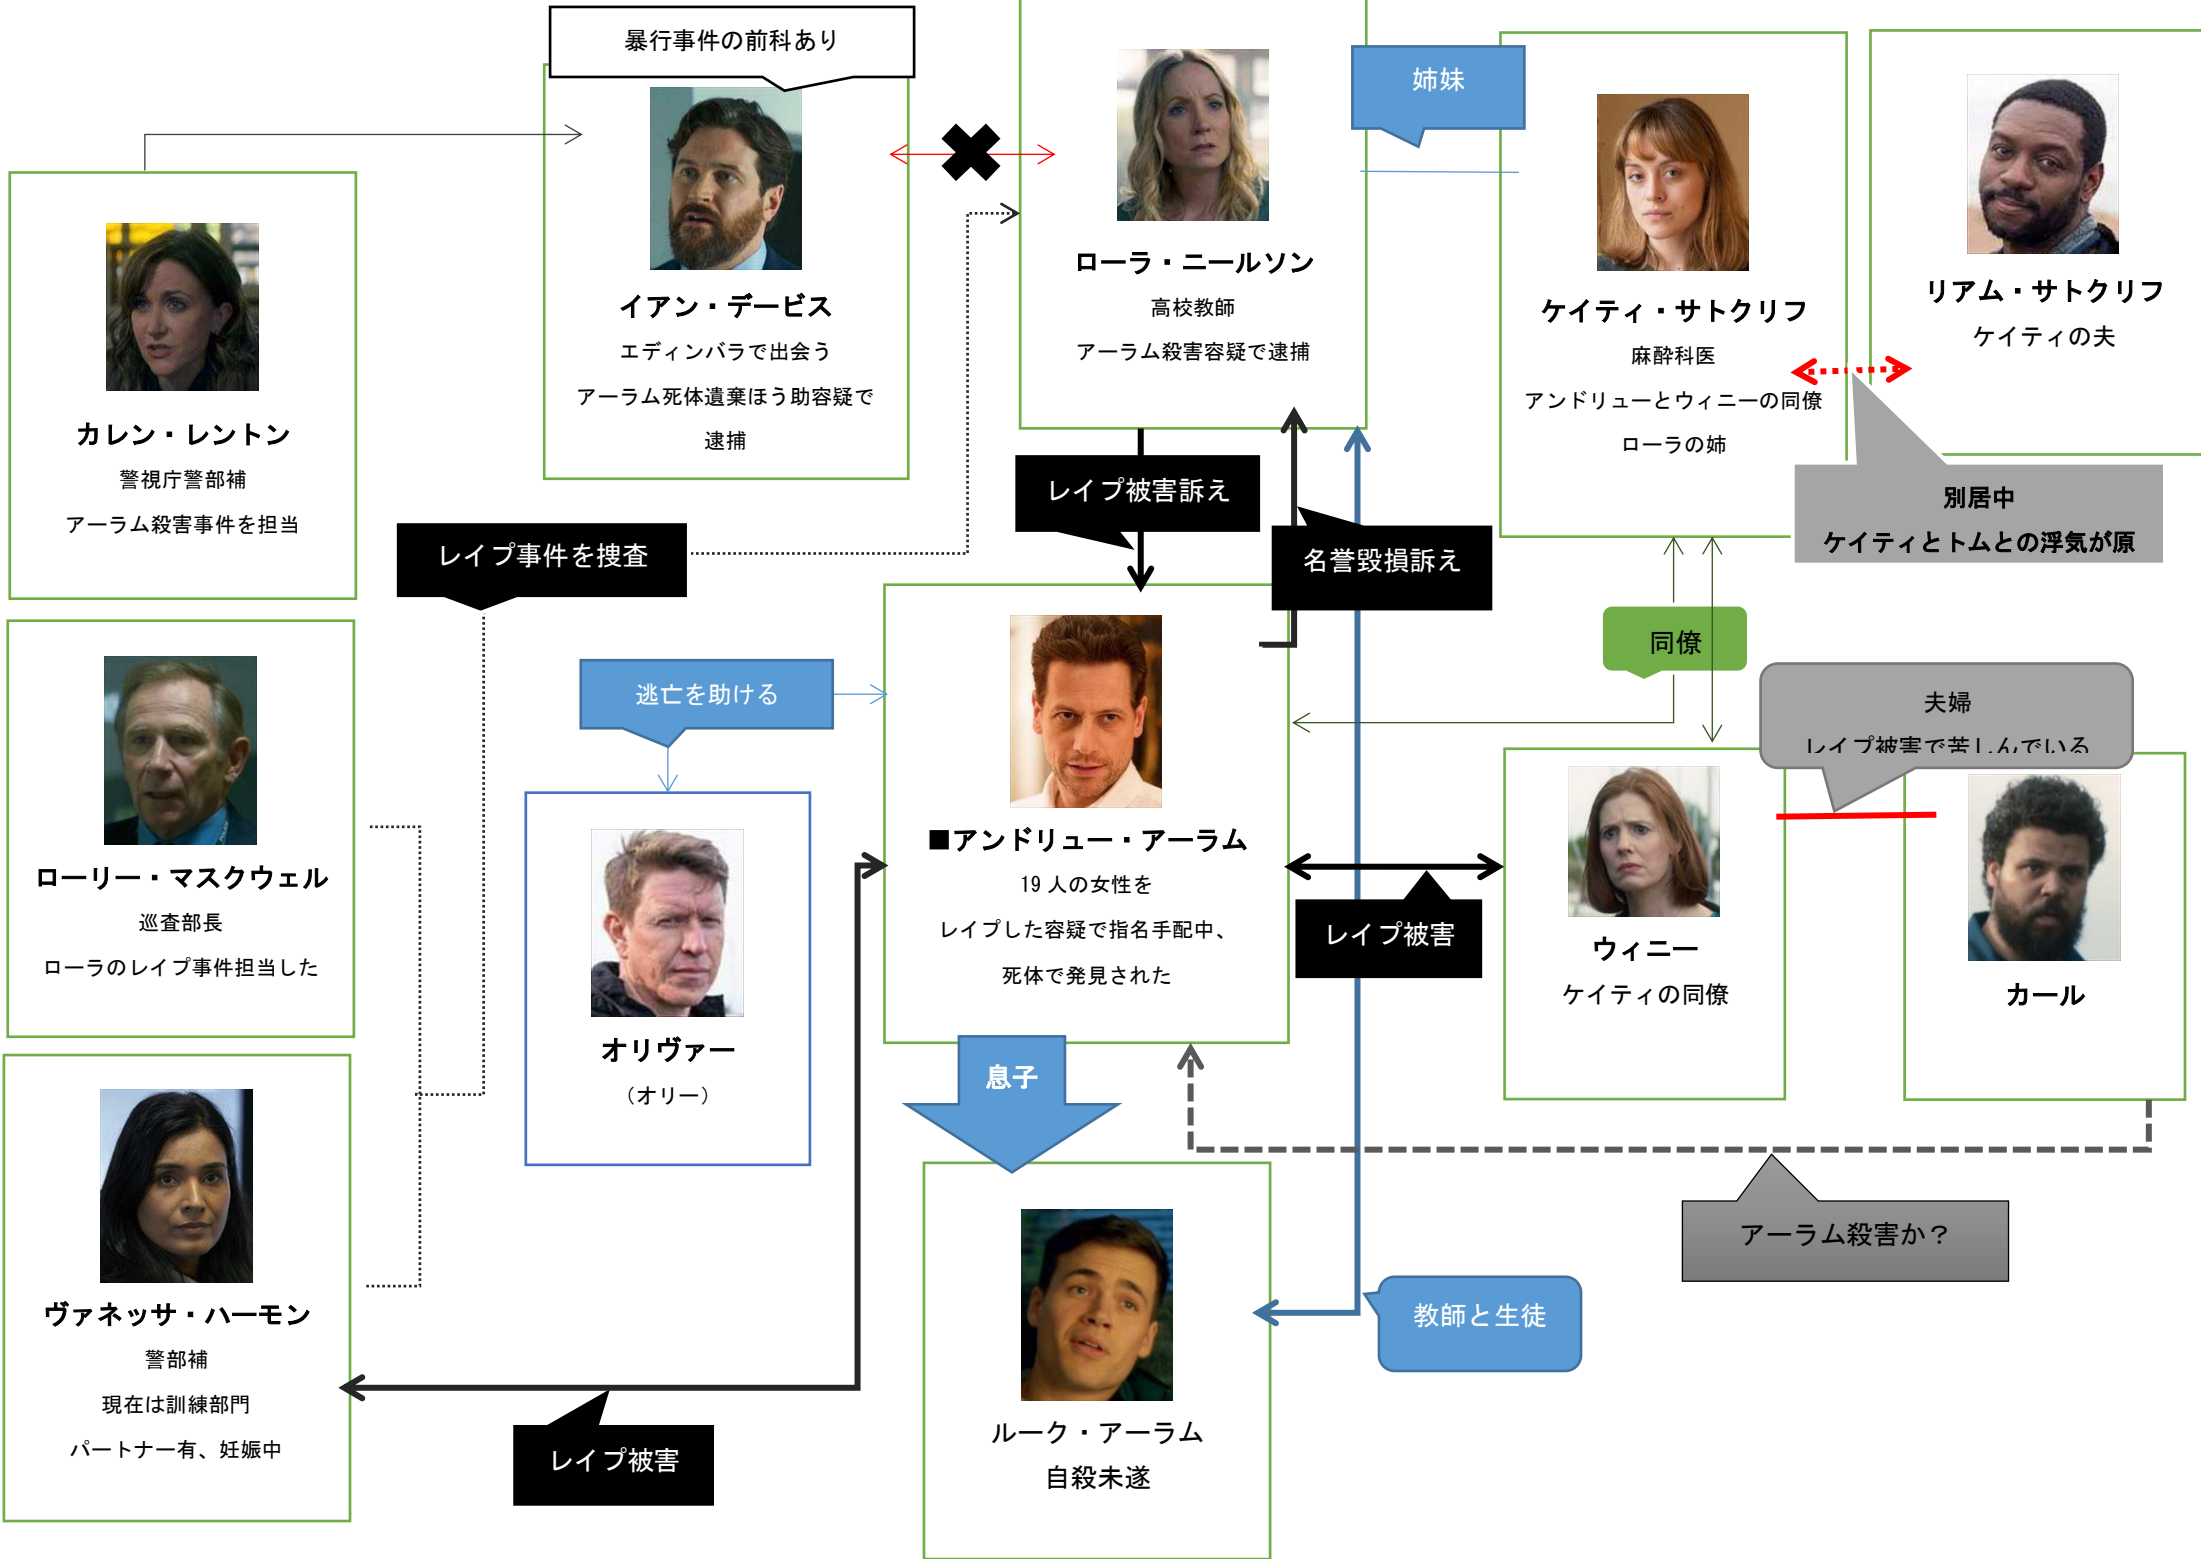 暴行事件の前科あり
イアン・デービス
エディンバラで出会う
アーラム死体遺棄ほう助容疑で
逮捕
ローラ・ニールソン
高校教師
アーラム殺害容疑で逮捕
姉妹
ケイティ・サトクリフ
麻酔科医
アンドリューとウィニーの同僚
ローラの姉
リアム・サトクリフ
ケイティの夫
別居中
ケイティとトムとの浮気が原
カレン・レントン
警視庁警部補
アーラム殺害事件を担当
レイプ事件を捜査
レイプ被害訴え
名誉毀損訴え
同僚
夫婦
レイプ被害で苦しんでいる
ローリー・マスクウェル
巡査部長
ローラのレイプ事件担当した
逃亡を助ける
オリヴァー
（オリー）
■アンドリュー・アーラム
19人の女性を
レイプした容疑で指名手配中、
死体で発見された
レイプ被害
ウィニー
ケイティの同僚
カール
息子
アーラム殺害か？
ヴァネッサ・ハーモン
警部補
現在は訓練部門
パートナー有、妊娠中
レイプ被害
ルーク・アーラム
自殺未遂
教師と生徒